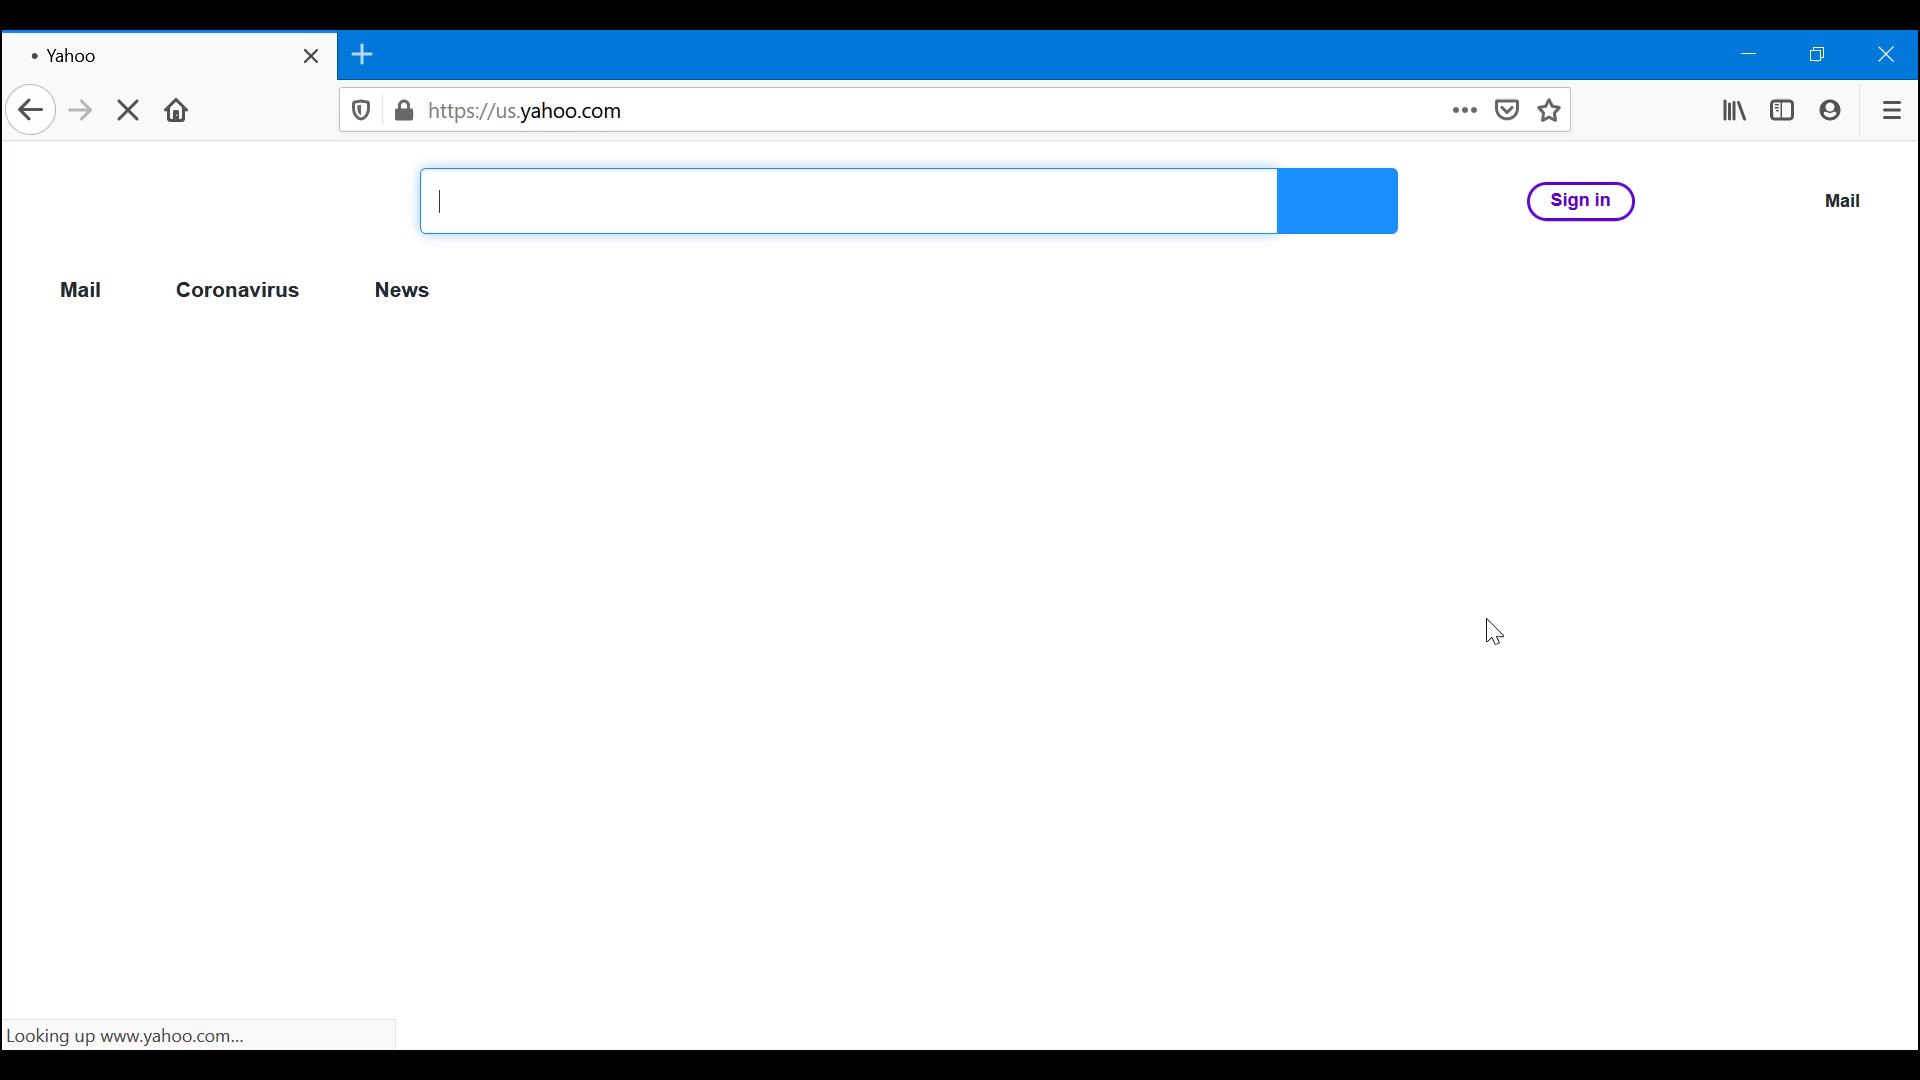 Yahoo
https://us.yahoo.com
Sign in
Mail
Mail
Coronavirus
News
Looking up www.yahoo.com...